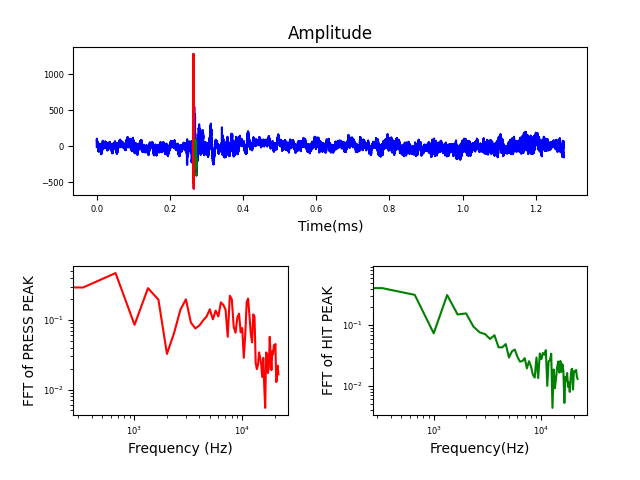 Amplitude
1000
500
0
−500
0.0 0.2 0.4 0.6 0.8 1.0 1.2
Time(ms)
FFT of PRESS PEAK
10⁻¹
10⁻²
10³ 10⁴
Frequency (Hz)
FFT of HIT PEAK
10⁻¹
10⁻²
10³ 10⁴
Frequency(Hz)